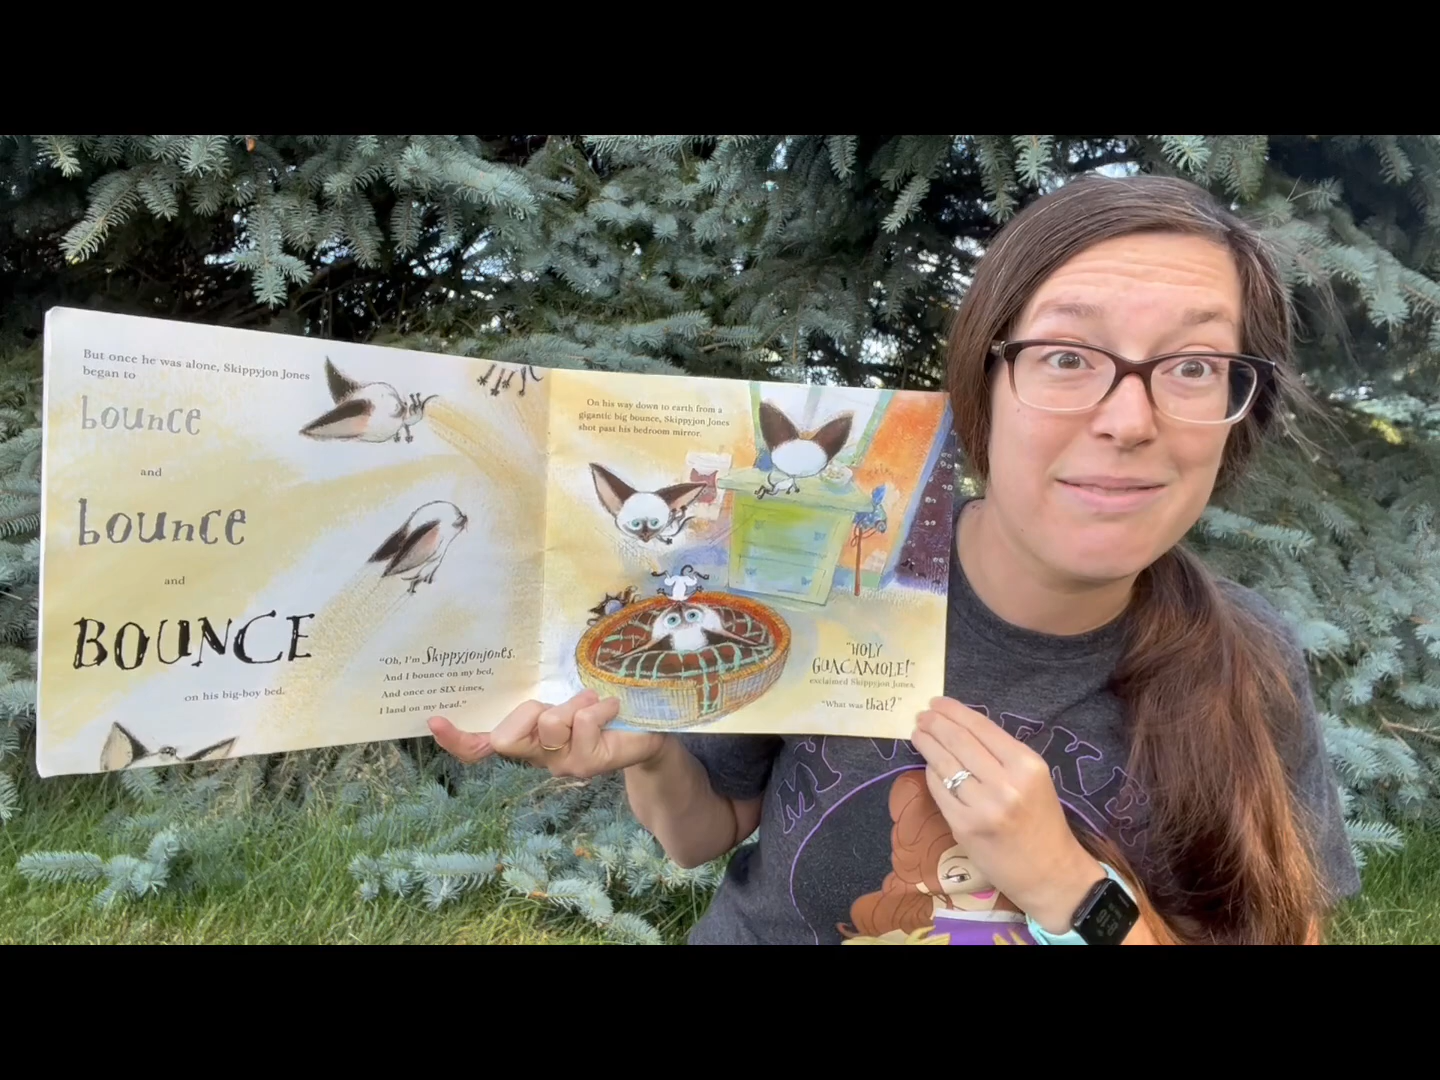 But once he was alone, Skippyjon Jones
began to
bounce
and
bounce
and
BOUNCE
on his big-boy bed.
"Oh, I'm Skippyjonjones,
And I bounce on my bed,
And once or SIX times,
I land on my head."
On his way down to earth from a
gigantic big bounce, Skippyjon Jones
shot past his bedroom mirror.
"HOLY
GUACAMOLE!"
exclaimed Skippyjon Jones.
"What was that?"
MY WEEKE